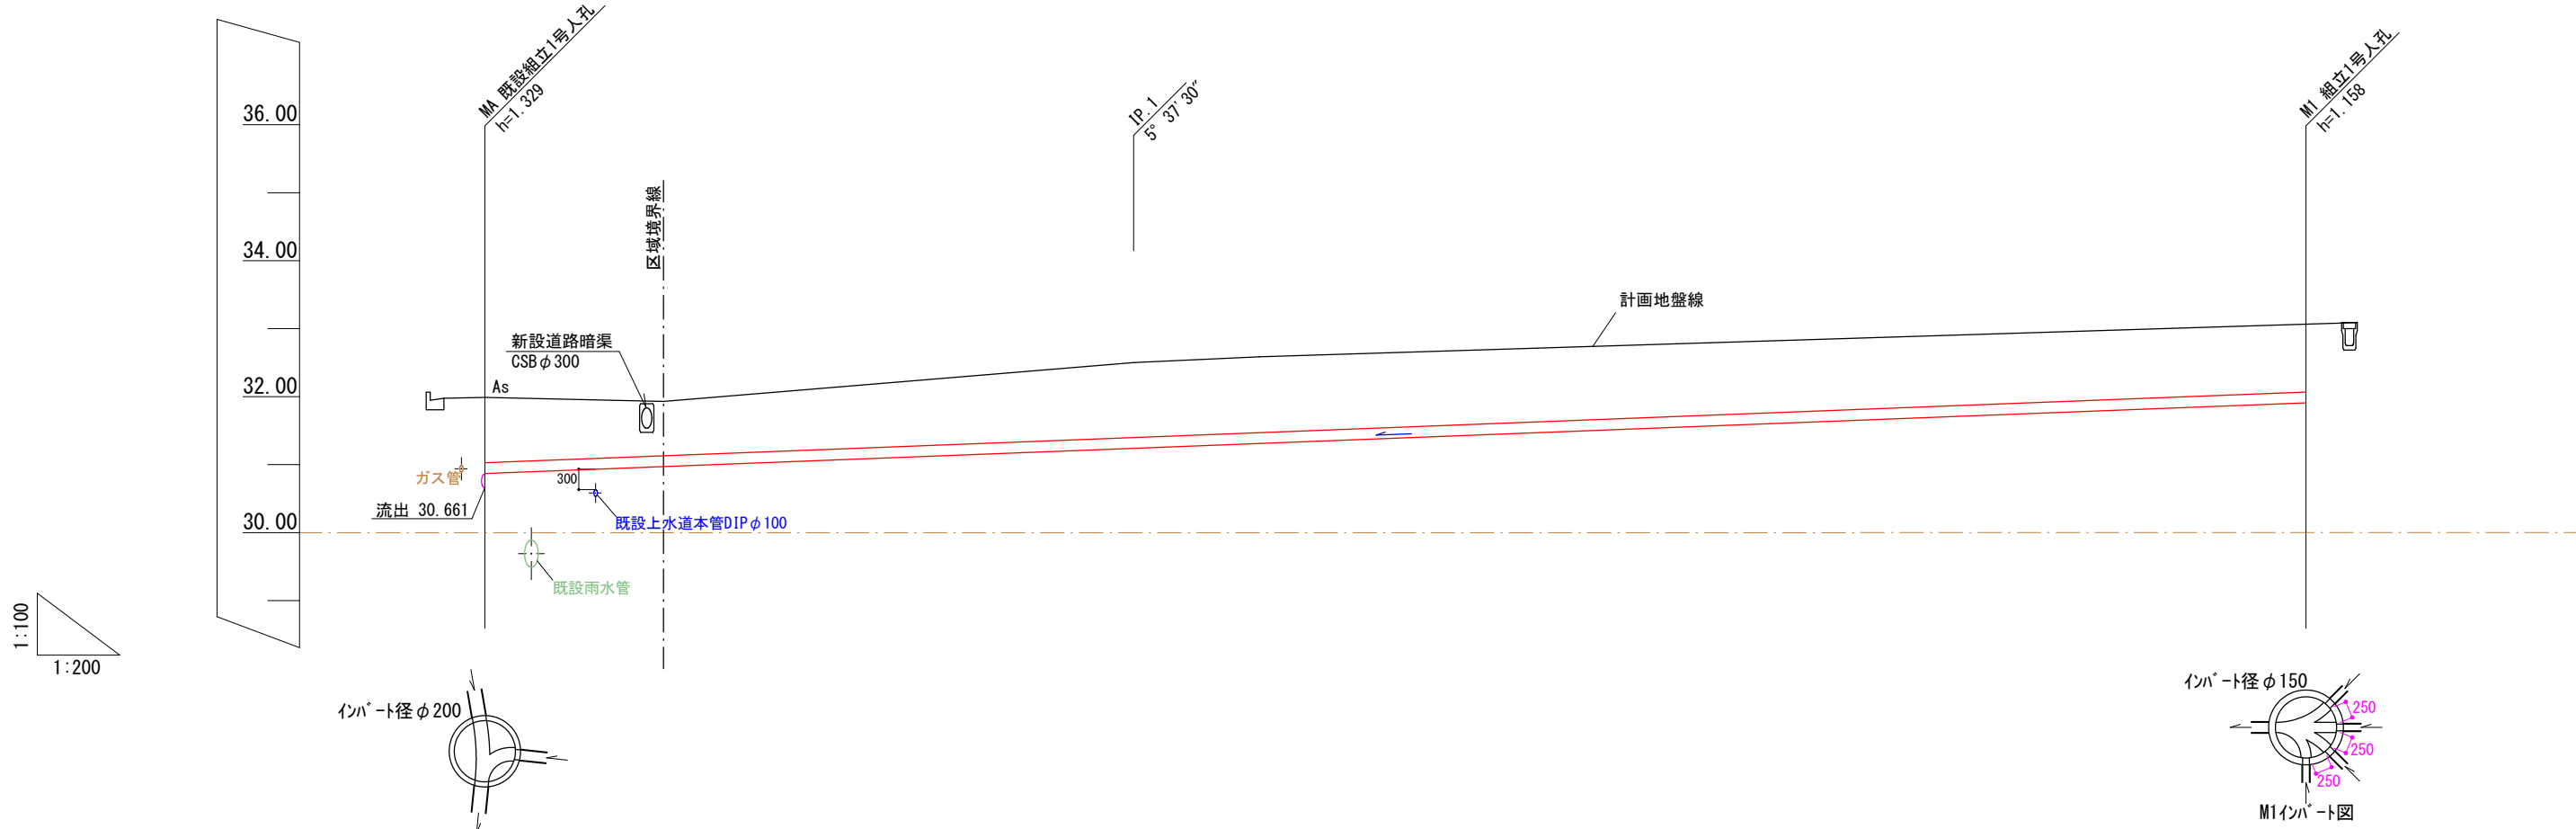 MA 既設組立1号人孔
h=1.329
IP.1
5° 37' 30"
M1 組立1号人孔
h=1.158
36.00
34.00
32.00
30.00
区域境界線
計画地盤線
新設道路暗渠
CSBφ300
As
ガス管
300
流出 30.661
既設上水道本管DIPφ100
既設雨水管
1:100
1:200
インバート径φ200
インバート径φ150
250
250
250
M1インバート図